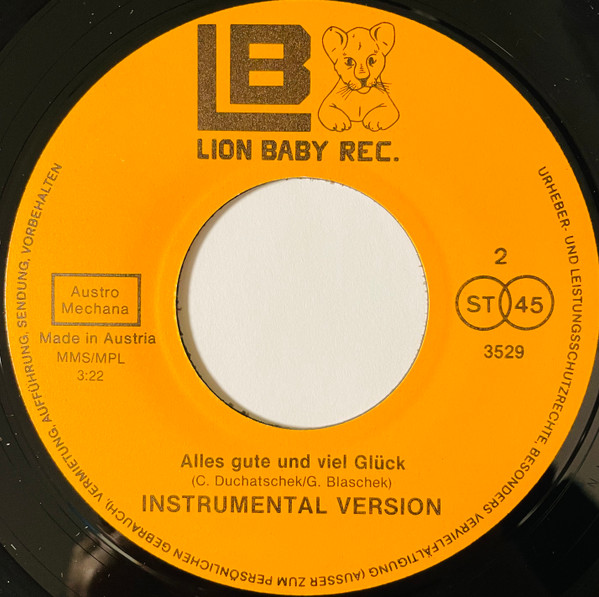 LB
LION BABY REC.
Austro
Mechana
Made in Austria
MMS/MPL
3:22
2
ST 45
3529
Alles gute und viel Glück
(C. Duchatschek/G. Blaschek)
INSTRUMENTAL VERSION
URHEBER- UND LEISTUNGSSCHUTZRECHTE, BESONDERS VERVIELFÄLTIGUNG (AUSSER ZUM PERSÖNLICHEN GEBRAUCH), VERMIETUNG, AUFFÜHRUNG, SENDUNG, VORBEHALTEN